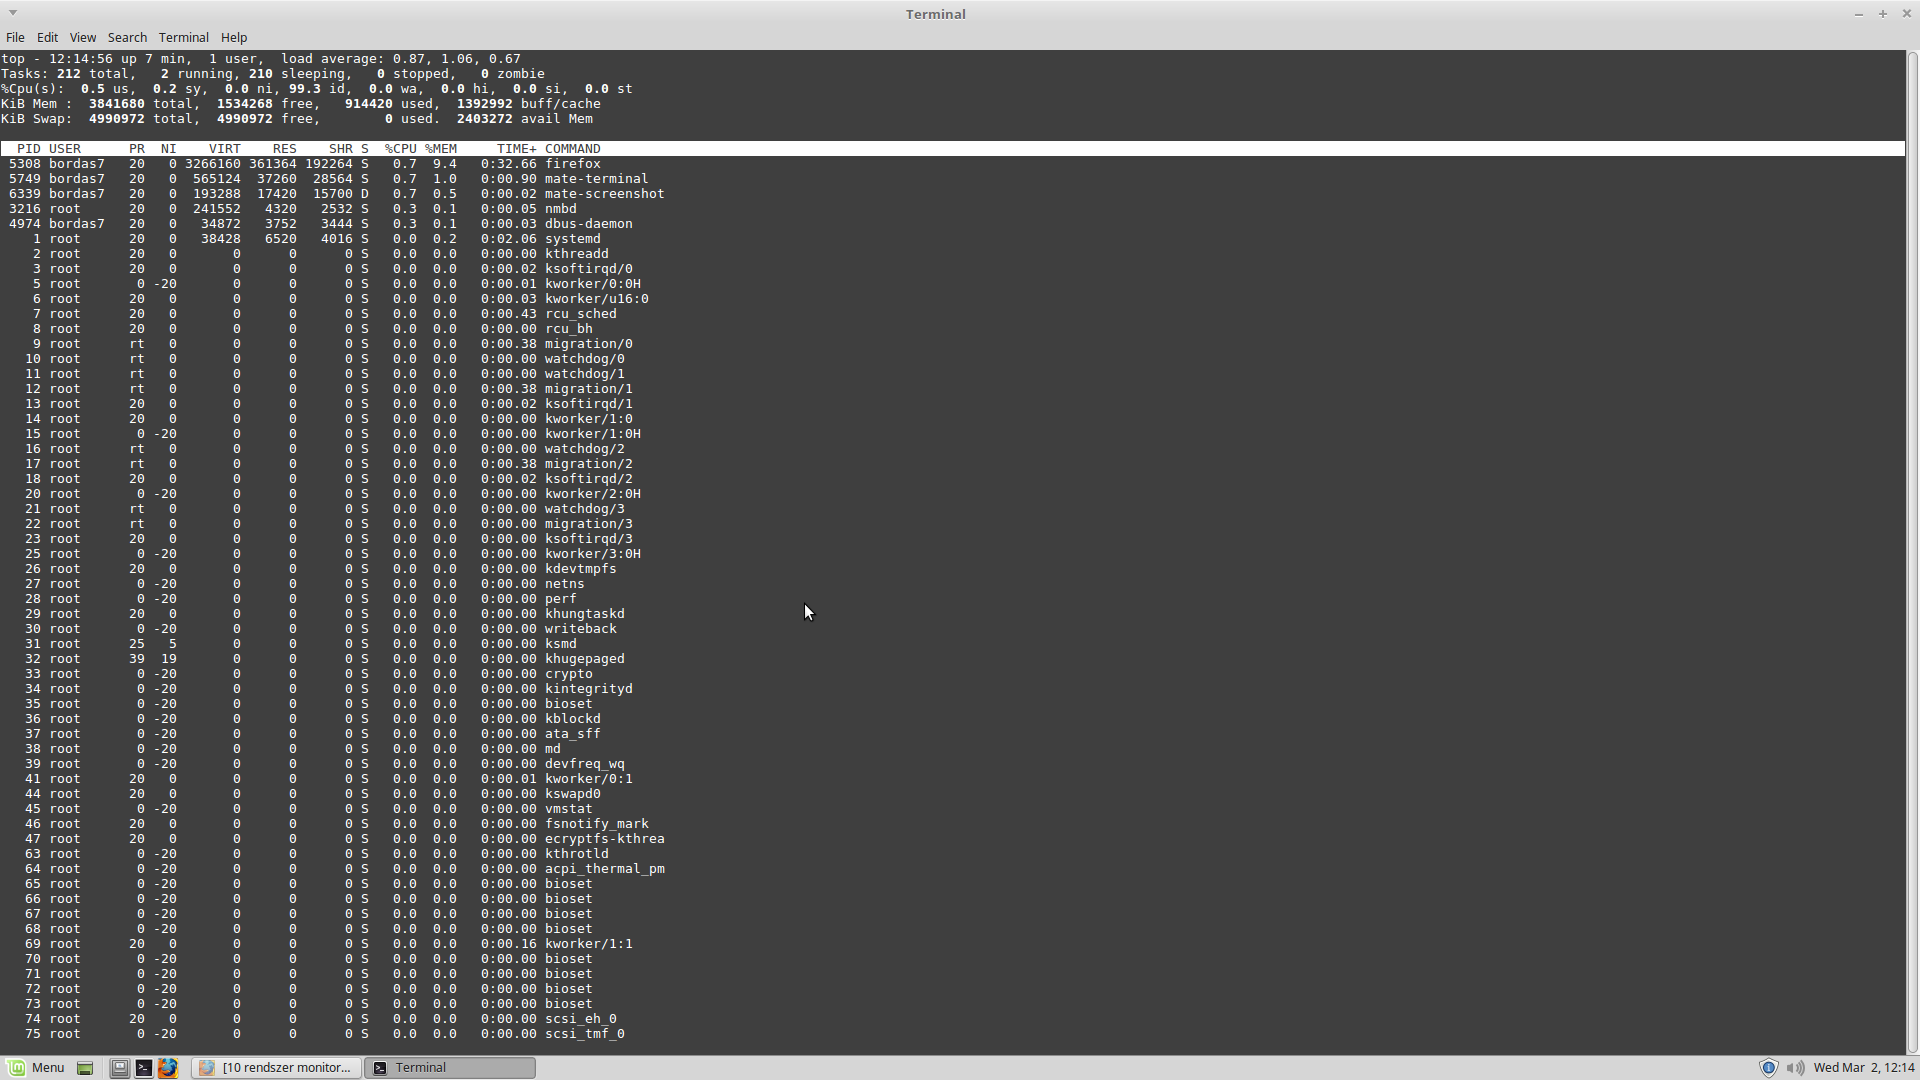 Terminal
File Edit View Search Terminal Help
top - 12:14:56 up 7 min,  1 user,  load average: 0.87, 1.06, 0.67
Tasks: 212 total,   2 running, 210 sleeping,   0 stopped,   0 zombie
%Cpu(s):  0.5 us,  0.2 sy,  0.0 ni, 99.3 id,  0.0 wa,  0.0 hi,  0.0 si,  0.0 st
KiB Mem :  3841680 total,  1534268 free,   914420 used,  1392992 buff/cache
KiB Swap:  4990972 total,  4990972 free,        0 used.  2403272 avail Mem
PID USER PR NI VIRT RES SHR S %CPU %MEM TIME+ COMMAND
5308 bordas7 20 0 3266160 361364 192264 S 0.7 9.4 0:32.66 firefox
5749 bordas7 20 0 565124 37260 28564 S 0.7 1.0 0:00.90 mate-terminal
6339 bordas7 20 0 193288 17420 15700 D 0.7 0.5 0:00.02 mate-screenshot
3216 root 20 0 241552 4320 2532 S 0.3 0.1 0:00.05 nmbd
4974 bordas7 20 0 34872 3752 3444 S 0.3 0.1 0:00.03 dbus-daemon
1 root 20 0 38428 6520 4016 S 0.0 0.2 0:02.06 systemd
2 root 20 0 0 0 0 S 0.0 0.0 0:00.00 kthreadd
3 root 20 0 0 0 0 S 0.0 0.0 0:00.02 ksoftirqd/0
5 root 0 -20 0 0 0 S 0.0 0.0 0:00.01 kworker/0:0H
6 root 20 0 0 0 0 S 0.0 0.0 0:00.03 kworker/u16:0
7 root 20 0 0 0 0 S 0.0 0.0 0:00.43 rcu_sched
8 root 20 0 0 0 0 S 0.0 0.0 0:00.00 rcu_bh
9 root rt 0 0 0 0 S 0.0 0.0 0:00.38 migration/0
10 root rt 0 0 0 0 S 0.0 0.0 0:00.00 watchdog/0
11 root rt 0 0 0 0 S 0.0 0.0 0:00.00 watchdog/1
12 root rt 0 0 0 0 S 0.0 0.0 0:00.38 migration/1
13 root 20 0 0 0 0 S 0.0 0.0 0:00.02 ksoftirqd/1
14 root 20 0 0 0 0 S 0.0 0.0 0:00.00 kworker/1:0
15 root 0 -20 0 0 0 S 0.0 0.0 0:00.00 kworker/1:0H
16 root rt 0 0 0 0 S 0.0 0.0 0:00.00 watchdog/2
17 root rt 0 0 0 0 S 0.0 0.0 0:00.38 migration/2
18 root 20 0 0 0 0 S 0.0 0.0 0:00.02 ksoftirqd/2
20 root 0 -20 0 0 0 S 0.0 0.0 0:00.00 kworker/2:0H
21 root rt 0 0 0 0 S 0.0 0.0 0:00.00 watchdog/3
22 root rt 0 0 0 0 S 0.0 0.0 0:00.00 migration/3
23 root 20 0 0 0 0 S 0.0 0.0 0:00.00 ksoftirqd/3
25 root 0 -20 0 0 0 S 0.0 0.0 0:00.00 kworker/3:0H
26 root 20 0 0 0 0 S 0.0 0.0 0:00.00 kdevtmpfs
27 root 0 -20 0 0 0 S 0.0 0.0 0:00.00 netns
28 root 0 -20 0 0 0 S 0.0 0.0 0:00.00 perf
29 root 20 0 0 0 0 S 0.0 0.0 0:00.00 khungtaskd
30 root 0 -20 0 0 0 S 0.0 0.0 0:00.00 writeback
31 root 25 5 0 0 0 S 0.0 0.0 0:00.00 ksmd
32 root 39 19 0 0 0 S 0.0 0.0 0:00.00 khugepaged
33 root 0 -20 0 0 0 S 0.0 0.0 0:00.00 crypto
34 root 0 -20 0 0 0 S 0.0 0.0 0:00.00 kintegrityd
35 root 0 -20 0 0 0 S 0.0 0.0 0:00.00 bioset
36 root 0 -20 0 0 0 S 0.0 0.0 0:00.00 kblockd
37 root 0 -20 0 0 0 S 0.0 0.0 0:00.00 ata_sff
38 root 0 -20 0 0 0 S 0.0 0.0 0:00.00 md
39 root 0 -20 0 0 0 S 0.0 0.0 0:00.00 devfreq_wq
41 root 20 0 0 0 0 S 0.0 0.0 0:00.01 kworker/0:1
44 root 20 0 0 0 0 S 0.0 0.0 0:00.00 kswapd0
45 root 0 -20 0 0 0 S 0.0 0.0 0:00.00 vmstat
46 root 20 0 0 0 0 S 0.0 0.0 0:00.00 fsnotify_mark
47 root 20 0 0 0 0 S 0.0 0.0 0:00.00 ecryptfs-kthrea
63 root 0 -20 0 0 0 S 0.0 0.0 0:00.00 kthrotld
64 root 0 -20 0 0 0 S 0.0 0.0 0:00.00 acpi_thermal_pm
65 root 0 -20 0 0 0 S 0.0 0.0 0:00.00 bioset
66 root 0 -20 0 0 0 S 0.0 0.0 0:00.00 bioset
67 root 0 -20 0 0 0 S 0.0 0.0 0:00.00 bioset
68 root 0 -20 0 0 0 S 0.0 0.0 0:00.00 bioset
69 root 20 0 0 0 0 S 0.0 0.0 0:00.16 kworker/1:1
70 root 0 -20 0 0 0 S 0.0 0.0 0:00.00 bioset
71 root 0 -20 0 0 0 S 0.0 0.0 0:00.00 bioset
72 root 0 -20 0 0 0 S 0.0 0.0 0:00.00 bioset
73 root 0 -20 0 0 0 S 0.0 0.0 0:00.00 bioset
74 root 20 0 0 0 0 S 0.0 0.0 0:00.00 scsi_eh_0
75 root 0 -20 0 0 0 S 0.0 0.0 0:00.00 scsi_tmf_0
Menu [10 rendszer monitor... Terminal Wed Mar 2, 12:14